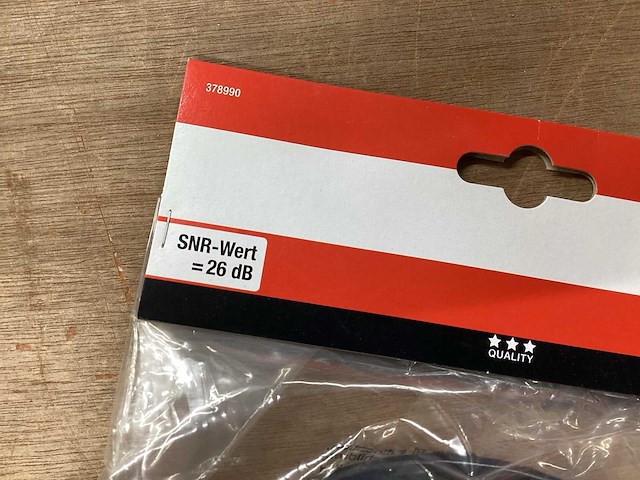 378990
SNR-Wert
= 26 dB
QUALITY